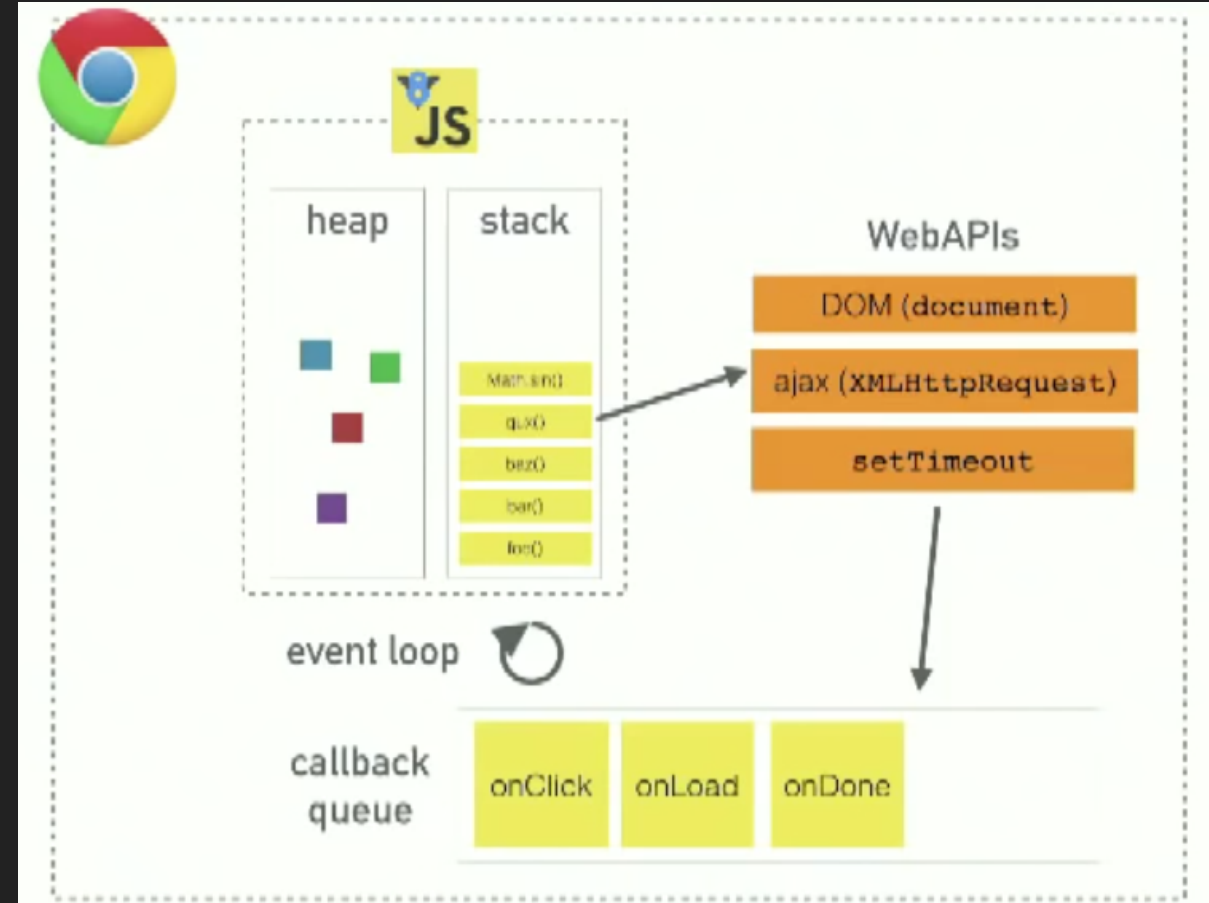 8
JS
heap
stack
WebAPIs
DOM (document)
ajax (XMLHttpRequest)
setTimeout
Math.sin()
qux()
baz()
bar()
foo()
event loop
callback
queue
onClick
onLoad
onDone